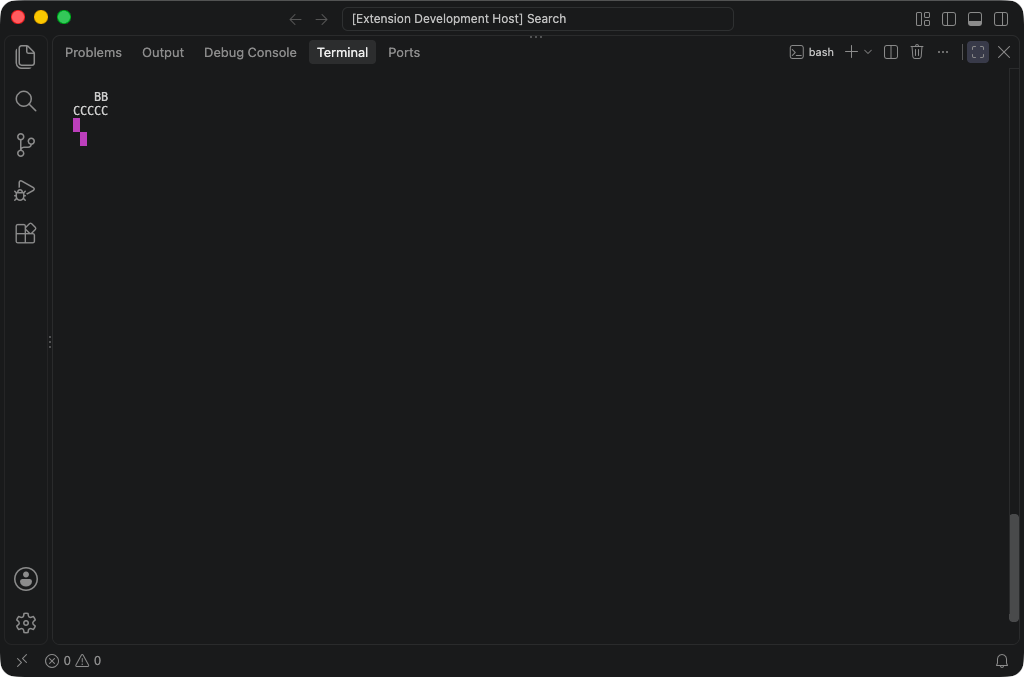 [Extension Development Host] Search
Problems Output Debug Console Terminal Ports bash
BB
CCCCC
0 0